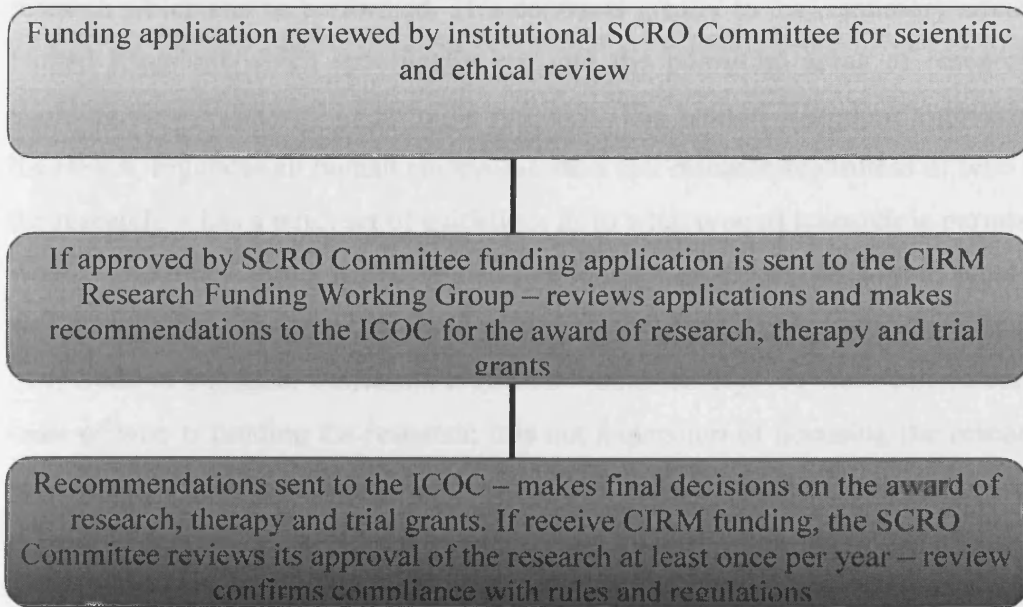 Funding application reviewed by institutional SCRO Committee for scientific
and ethical review
If approved by SCRO Committee funding application is sent to the CIRM
Research Funding Working Group – reviews applications and makes
recommendations to the ICOC for the award of research, therapy and trial
grants
Recommendations sent to the ICOC – makes final decisions on the award of
research, therapy and trial grants. If receive CIRM funding, the SCRO
Committee reviews its approval of the research at least once per year – review
confirms compliance with rules and regulations